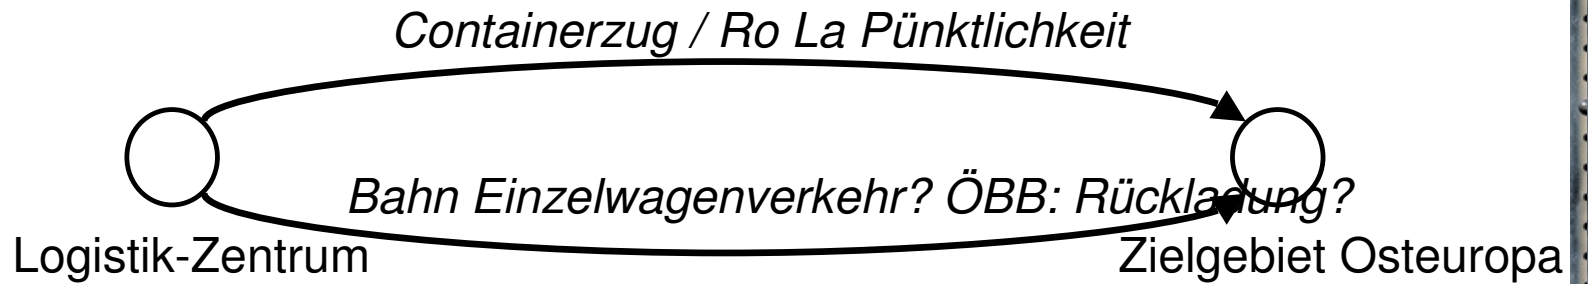 Containerzug / Ro La Pünktlichkeit
Bahn Einzelwagenverkehr? ÖBB: Rückladung?
Logistik-Zentrum
Zielgebiet Osteuropa